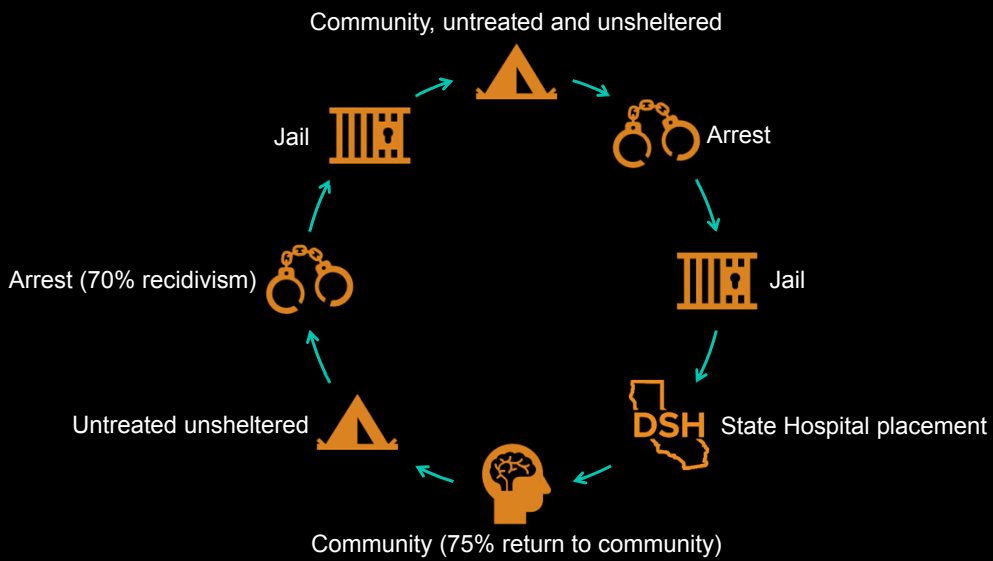 Community, untreated and unsheltered
Arrest
Jail
DSH
State Hospital placement
Community (75% return to community)
Untreated unsheltered
Arrest (70% recidivism)
Jail